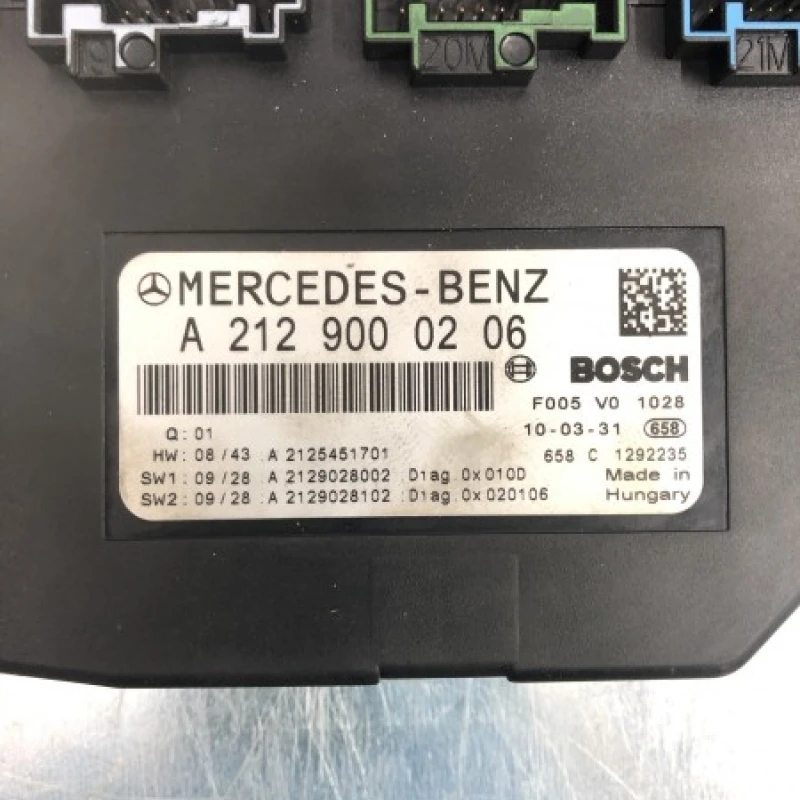 19
20M
21M
MERCEDES-BENZ
A 212 900 02 06
BOSCH
F005 V0 1028
Q: 01
10-03-31 658
HW: 08/43 :A 2125451701
658 C 1292235
SW1: 09/28 :A 2129028002 :Diag.0x010D
Made in
SW2: 09/28 :A 2129028102 :Diag.0x020106
Hungary